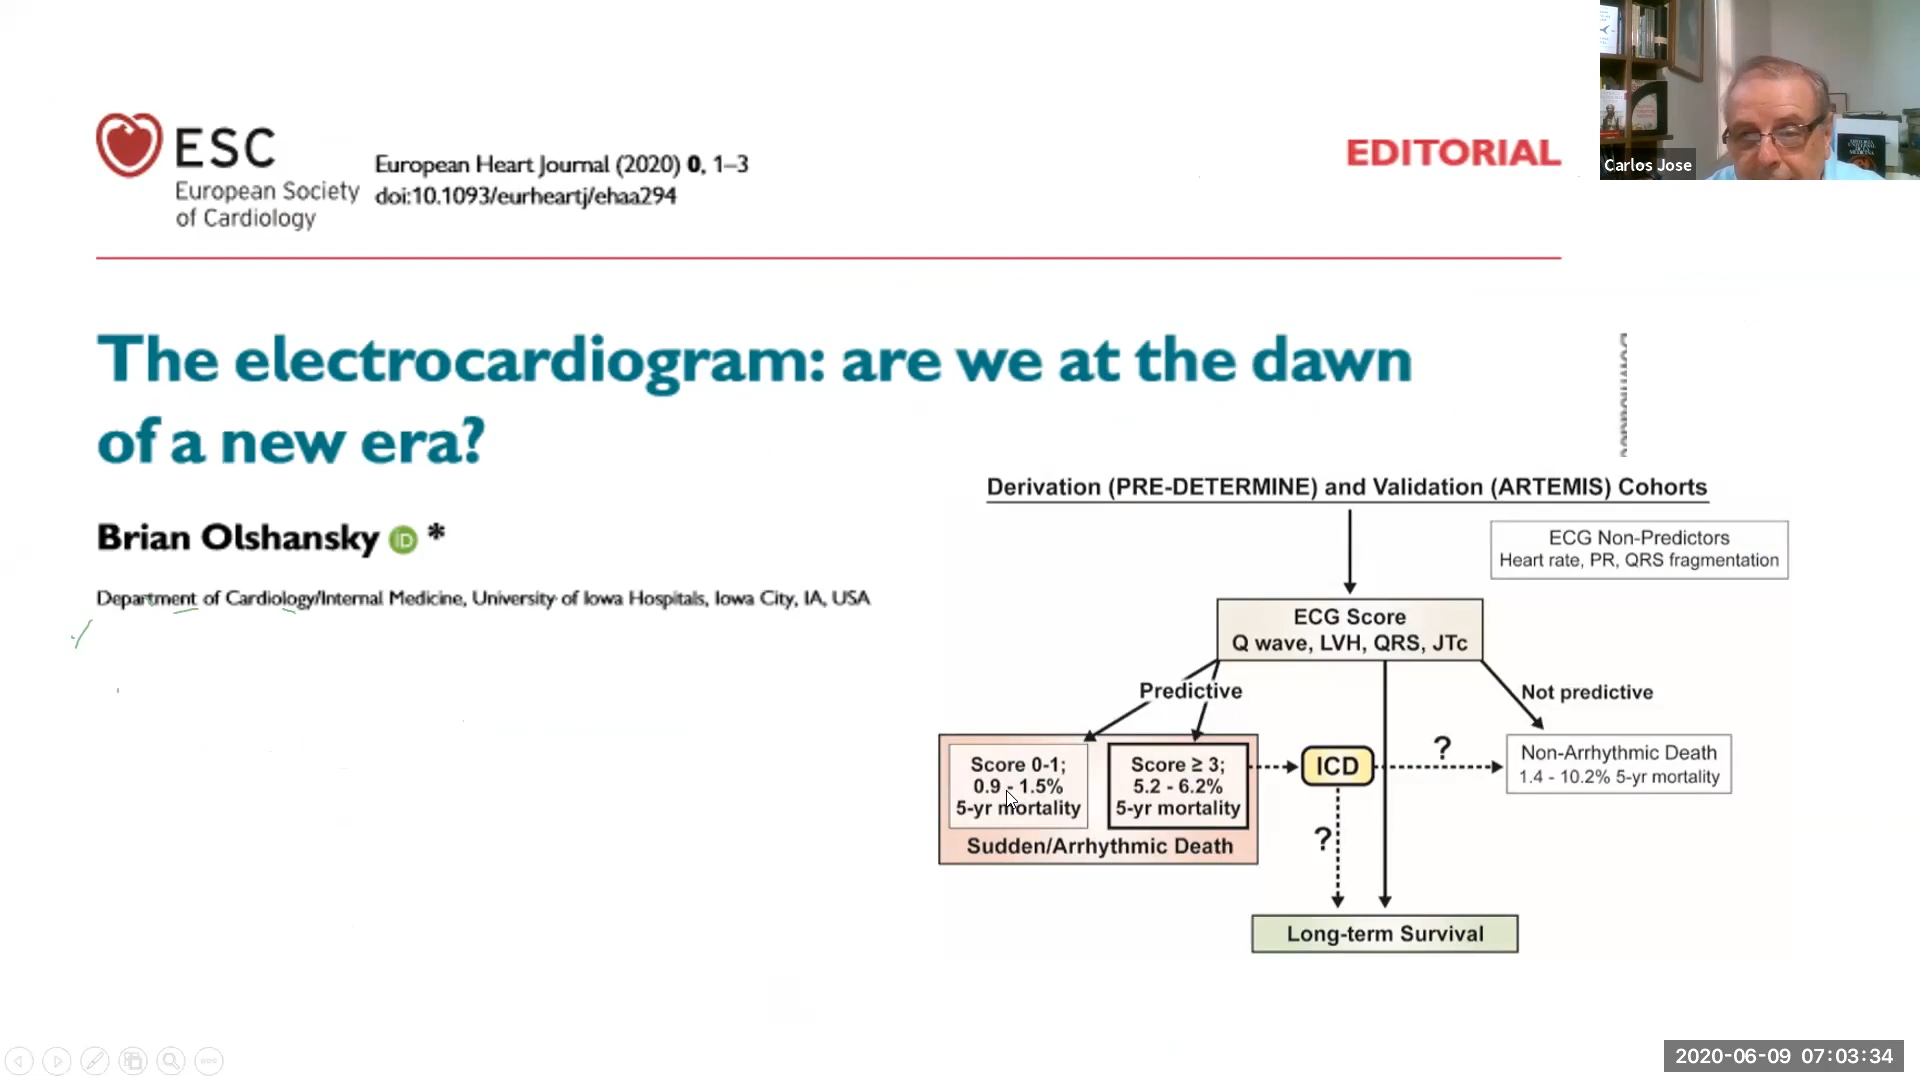 ESC
European Society
of Cardiology
European Heart Journal (2020) 0, 1–3
doi:10.1093/eurheartj/ehaa294
EDITORIAL
Carlos Jose
The electrocardiogram: are we at the dawn
of a new era?
Brian Olshansky iD *
Department of Cardiology/Internal Medicine, University of Iowa Hospitals, Iowa City, IA, USA
Derivation (PRE-DETERMINE) and Validation (ARTEMIS) Cohorts
ECG Non-Predictors
Heart rate, PR, QRS fragmentation
ECG Score
Q wave, LVH, QRS, JTc
Predictive
Not predictive
Score 0-1;
0.9 - 1.5%
5-yr mortality
Score ≥ 3;
5.2 - 6.2%
5-yr mortality
Sudden/Arrhythmic Death
ICD
?
?
Non-Arrhythmic Death
1.4 - 10.2% 5-yr mortality
Long-term Survival
2020-06-09 07:03:34